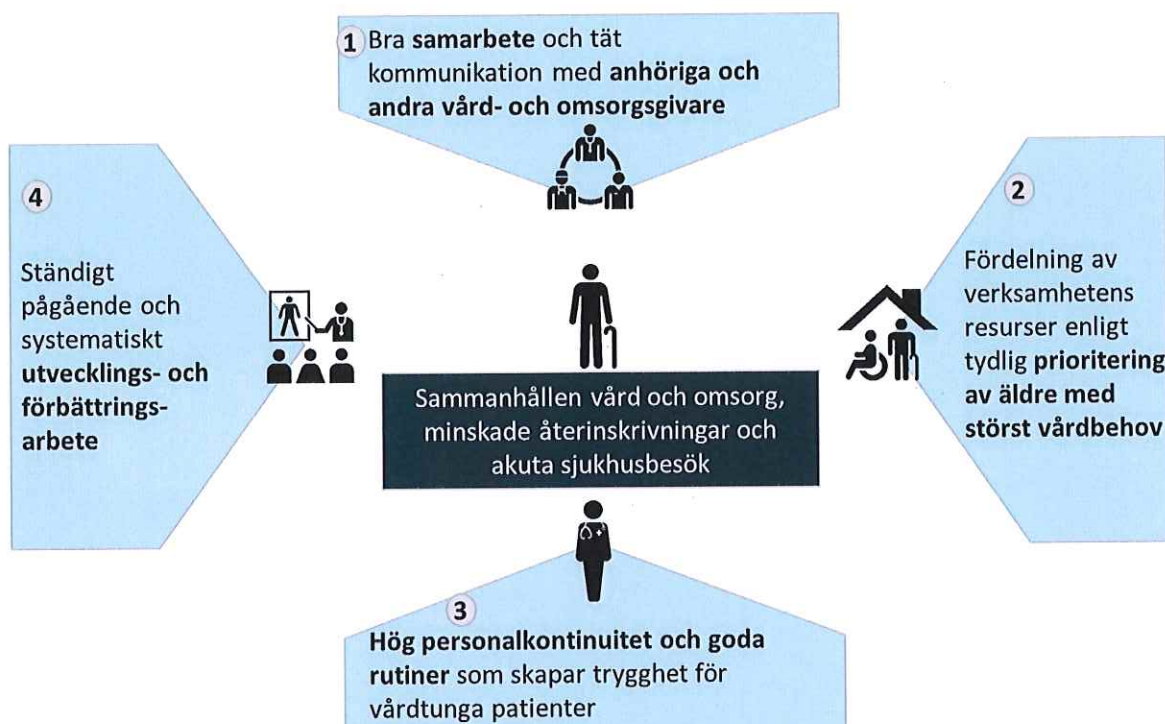 1 Bra samarbete och tät
kommunikation med anhöriga och
andra vård- och omsorgsgivare
2
Fördelning av
verksamhetens
resurser enligt
tydlig prioritering
av äldre med
störst vårdbehov
3
Hög personalkontinuitet och goda
rutiner som skapar trygghet för
vårdtunga patienter
4
Ständigt
pågående och
systematiskt
utvecklings- och
förbättrings-
arbete
Sammanhållen vård och omsorg,
minskade återinskrivningar och
akuta sjukhusbesök